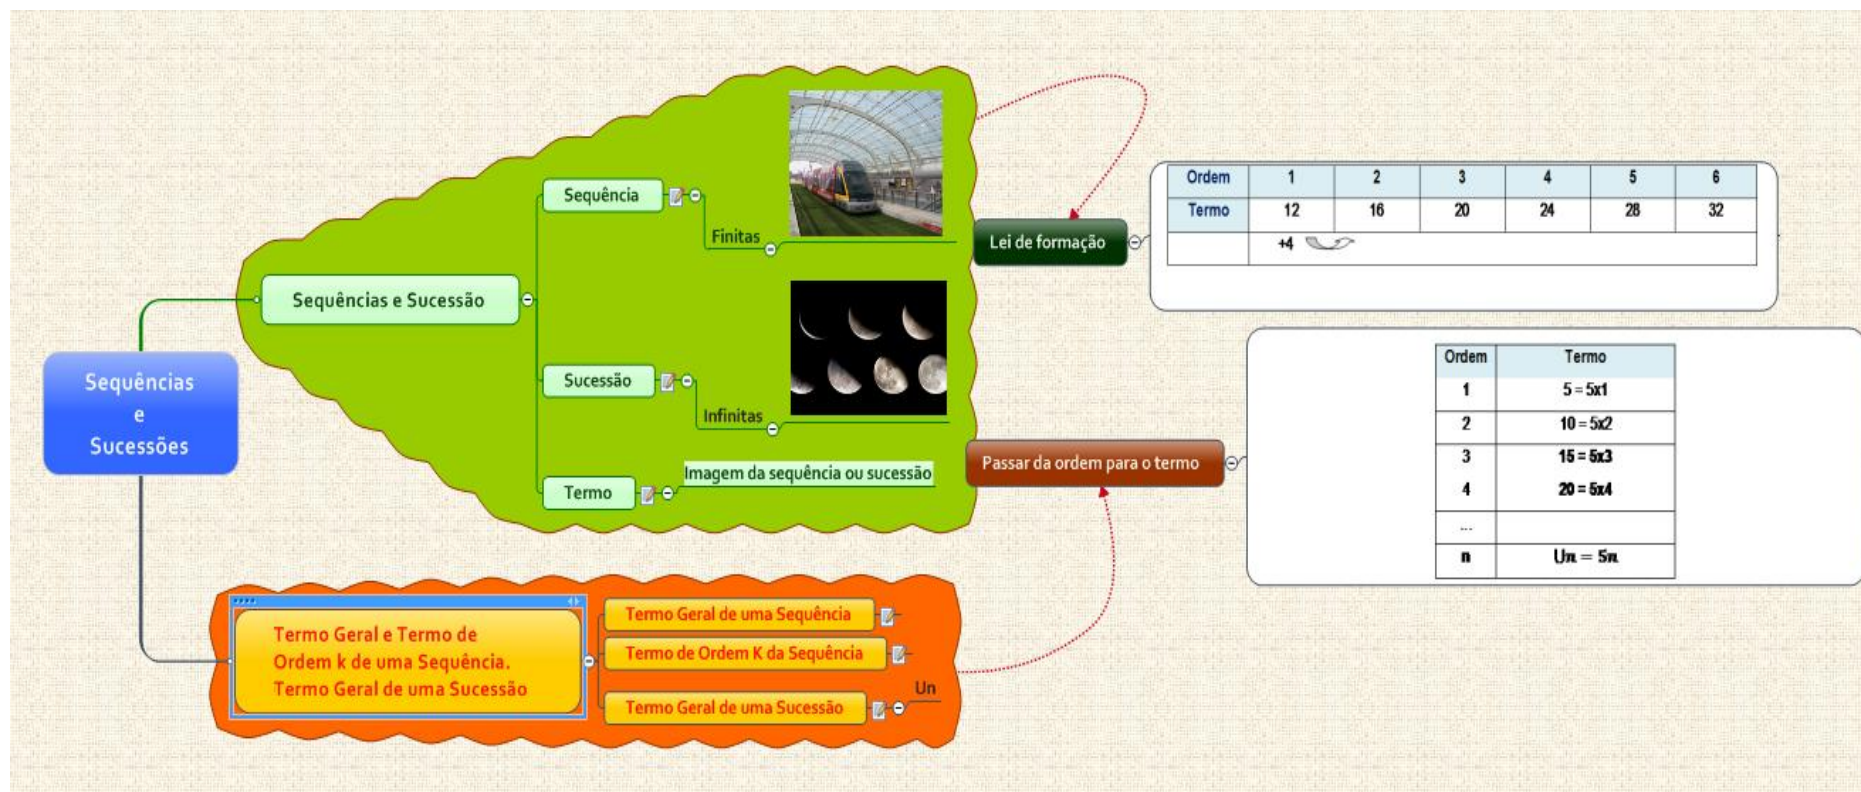 Sequências
e
Sucessões
Sequências e Sucessão
Sequência
Finitas
Sucessão
Infinitas
Termo
Imagem da sequência ou sucessão
Lei de formação
Ordem 1 2 3 4 5 6
Termo 12 16 20 24 28 32
+4
Passar da ordem para o termo
Ordem Termo
1 5 = 5x1
2 10 = 5x2
3 15 = 5x3
4 20 = 5x4
...
n Un = 5n
Termo Geral e Termo de
Ordem k de uma Sequência.
Termo Geral de uma Sucessão
Termo Geral de uma Sequência
Termo de Ordem K da Sequência
Termo Geral de uma Sucessão
Un